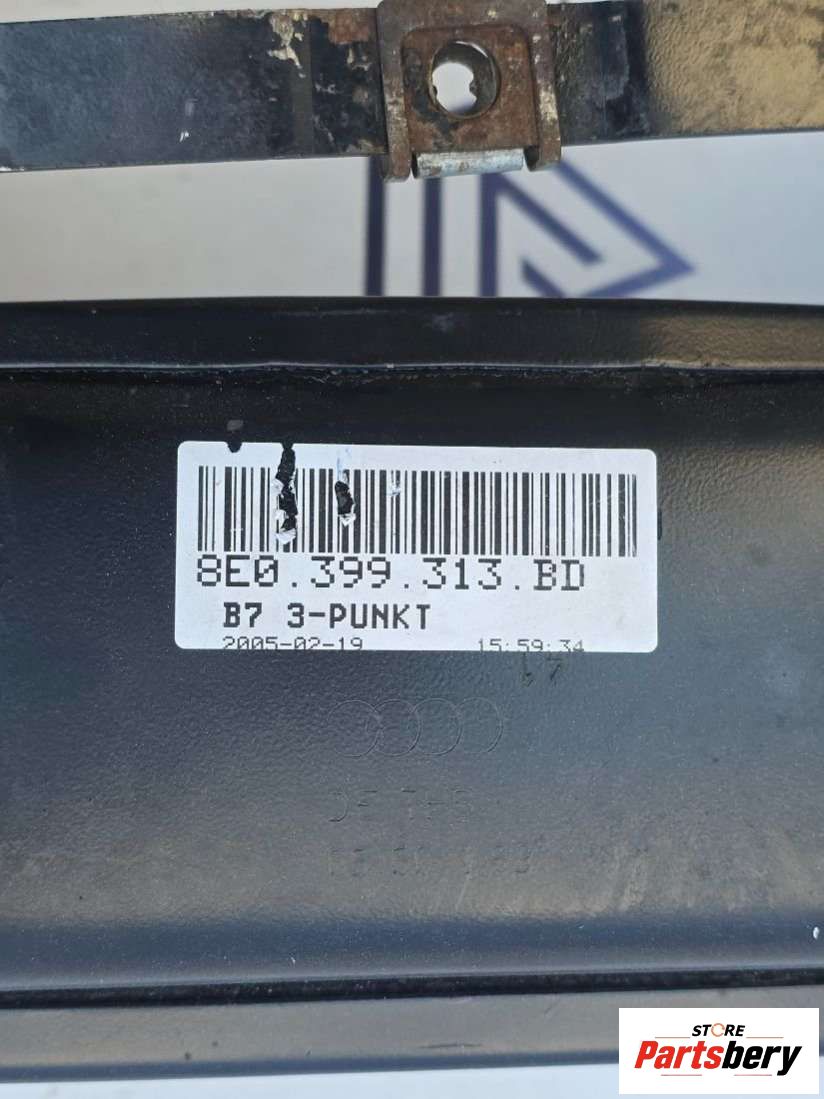 8E0.399.313.BD
B7 3-PUNKT
2005-02-19 15:59:34
STORE
Partsbery